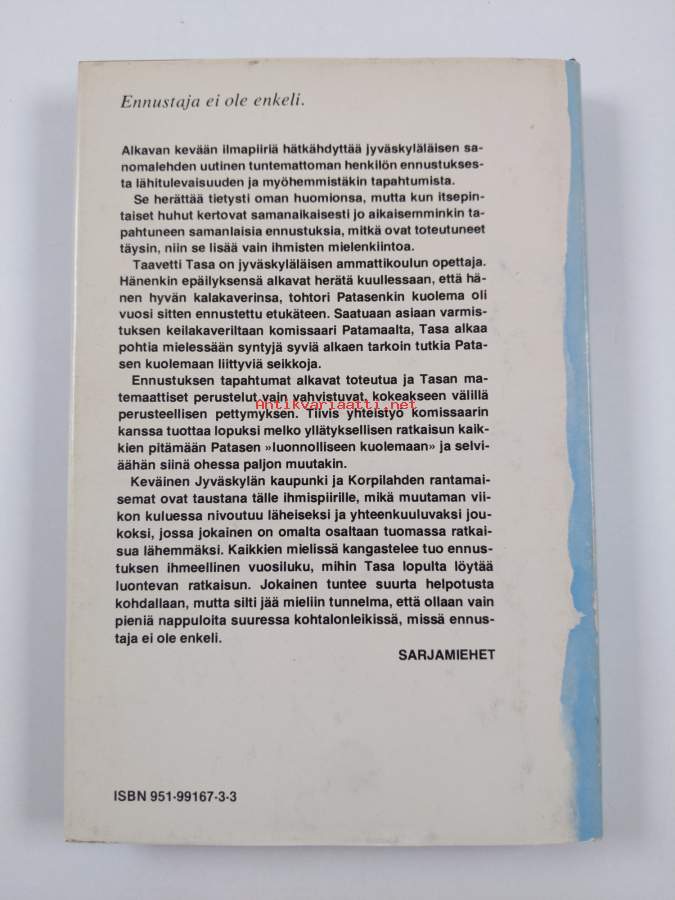 Ennustaja ei ole enkeli.
Alkavan kevään ilmapiiriä hätkähdyttää jyväskyläläisen sa-
nomalehden uutinen tuntemattoman henkilön ennustukses-
ta lähitulevaisuuden ja myöhemmistäkin tapahtumista.
Se herättää tietysti oman huomionsa, mutta kun itsepin-
taiset huhut kertovat samanaikaisesti jo aikaisemminkin ta-
pahtuneen samanlaisia ennustuksia, mitkä ovat toteutuneet
täysin, niin se lisää vain ihmisten mielenkiintoa.
Taavetti Tasa on jyväskyläläisen ammattikoulun opettaja.
Hänenkin epäilyksensä alkavat herätä kuullessaan, että hä-
nen hyvän kalakaverinsa, tohtori Patasenkin kuolema oli
vuosi sitten ennustettu etukäteen. Saatuaan asiaan varmis-
tuksen keilakaveriltaan komissaari Patamaalta, Tasa alkaa
pohtia mielessään syntyjä syviä alkaen tarkoin tutkia Pata-
sen kuolemaan liittyviä seikkoja.
Ennustuksen tapahtumat alkavat toteutua ja Tasan ma-
temaattiset perustelut vain vahvistuvat, kokeakseen välillä
Antikvariaatti.net
perusteellisen pettymyksen. Tiivis yhteistyö komissaarin
kanssa tuottaa lopuksi melko yllätyksellisen ratkaisun kaik-
kien pitämään Patasen »luonnolliseen kuolemaan» ja selvi-
äähän siinä ohessa paljon muutakin.
Keväinen Jyväskylän kaupunki ja Korpilahden rantamai-
semat ovat taustana tälle ihmispiirille, mikä muutaman vii-
kon kuluessa nivoutuu läheiseksi ja yhteenkuuluvaksi jou-
koksi, jossa jokainen on omalta osaltaan tuomassa ratkai-
sua lähemmäksi. Kaikkien mielissä kangastelee tuo ennus-
tuksen ihmeellinen vuosiluku, mihin Tasa lopulta löytää
luontevan ratkaisun. Jokainen tuntee suurta helpotusta
kohdallaan, mutta silti jää mieliin tunnelma, että ollaan vain
pieniä nappuloita suuressa kohtalonleikissä, missä ennus-
taja ei ole enkeli.
SARJAMIEHET
ISBN 951-99167-3-3